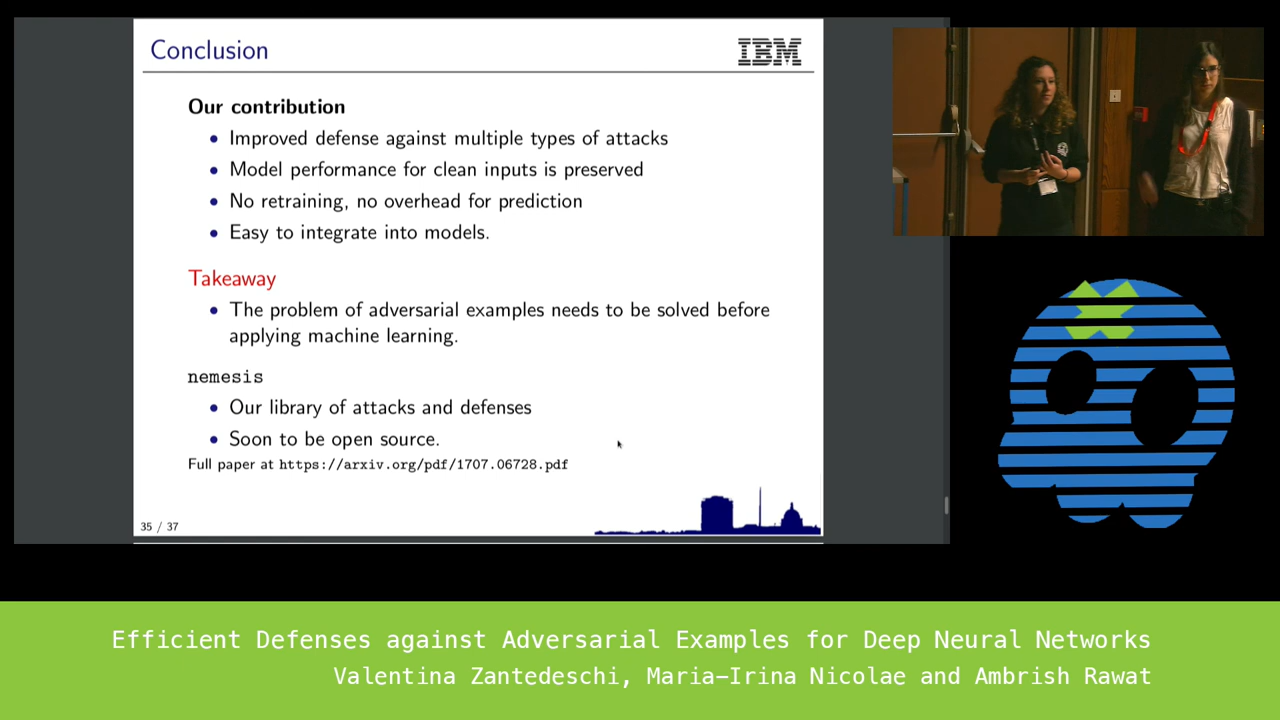 Conclusion
IBM
Our contribution
• Improved defense against multiple types of attacks
• Model performance for clean inputs is preserved
• No retraining, no overhead for prediction
• Easy to integrate into models.
Takeaway
• The problem of adversarial examples needs to be solved before
applying machine learning.
nemesis
• Our library of attacks and defenses
• Soon to be open source.
Full paper at https://arxiv.org/pdf/1707.06728.pdf
35 / 37
Efficient Defenses against Adversarial Examples for Deep Neural Networks
Valentina Zantedeschi, Maria-Irina Nicolae and Ambrish Rawat